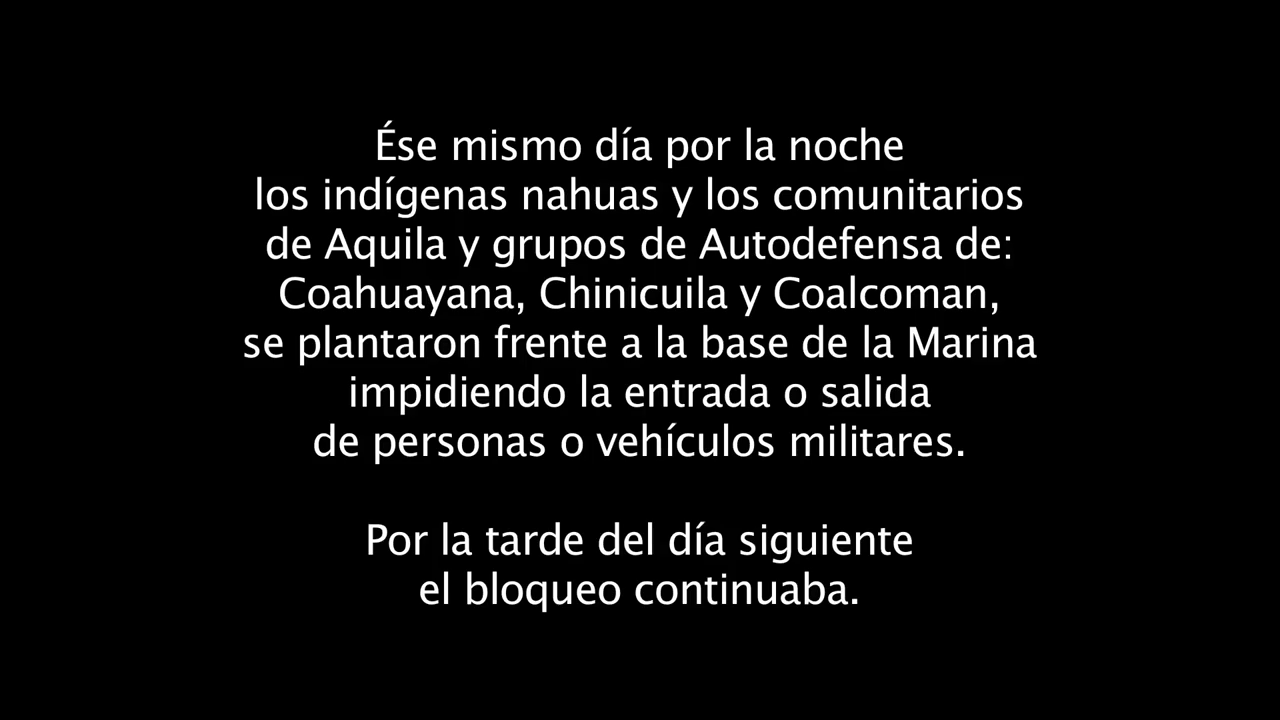 Ése mismo día por la noche
los indígenas nahuas y los comunitarios
de Aquila y grupos de Autodefensa de:
Coahuayana, Chinicuila y Coalcoman,
se plantaron frente a la base de la Marina
impidiendo la entrada o salida
de personas o vehículos militares.
Por la tarde del día siguiente
el bloqueo continuaba.